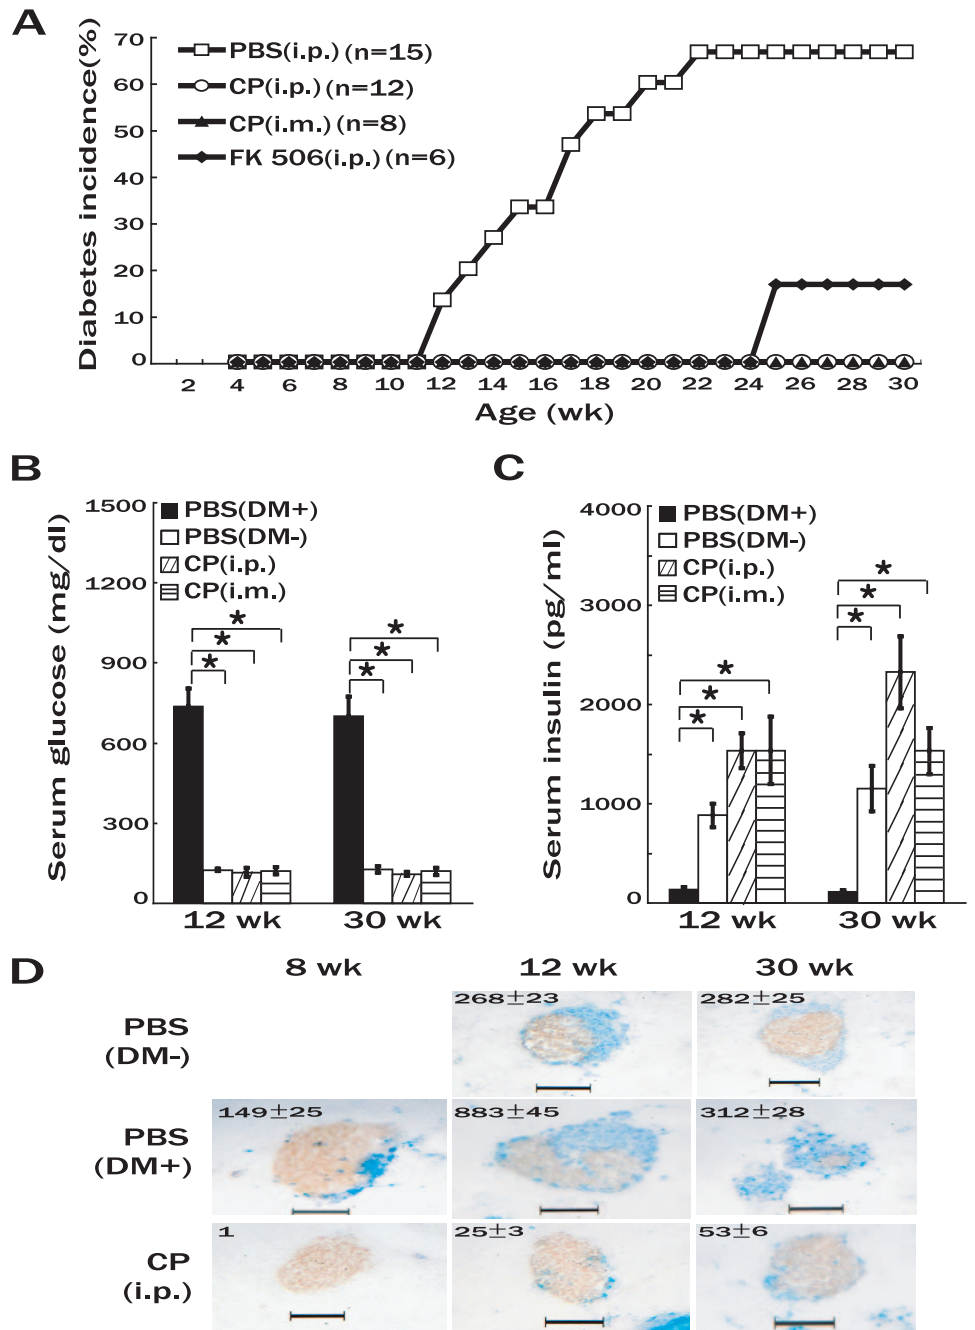 A
Diabetes incidence(%)
70
60
50
40
30
20
10
0
PBS(i.p.) (n=15)
CP(i.p.) (n=12)
CP(i.m.) (n=8)
FK 506(i.p.) (n=6)
2 4 6 8 10 12 14 16 18 20 22 24 26 28 30
Age (wk)
B
Serum glucose (mg/dl)
1500
1200
900
600
300
0
PBS(DM+)
PBS(DM-)
CP(i.p.)
CP(i.m.)
* * *
* * *
12 wk 30 wk
C
Serum insulin (pg/ml)
4000
3000
2000
1000
0
PBS(DM+)
PBS(DM-)
CP(i.p.)
CP(i.m.)
* * *
* * *
12 wk 30 wk
D
8 wk 12 wk 30 wk
PBS
(DM-)
268±23 282±25
PBS
(DM+)
149±25 883±45 312±28
CP
(i.p.)
1 25±3 53±6